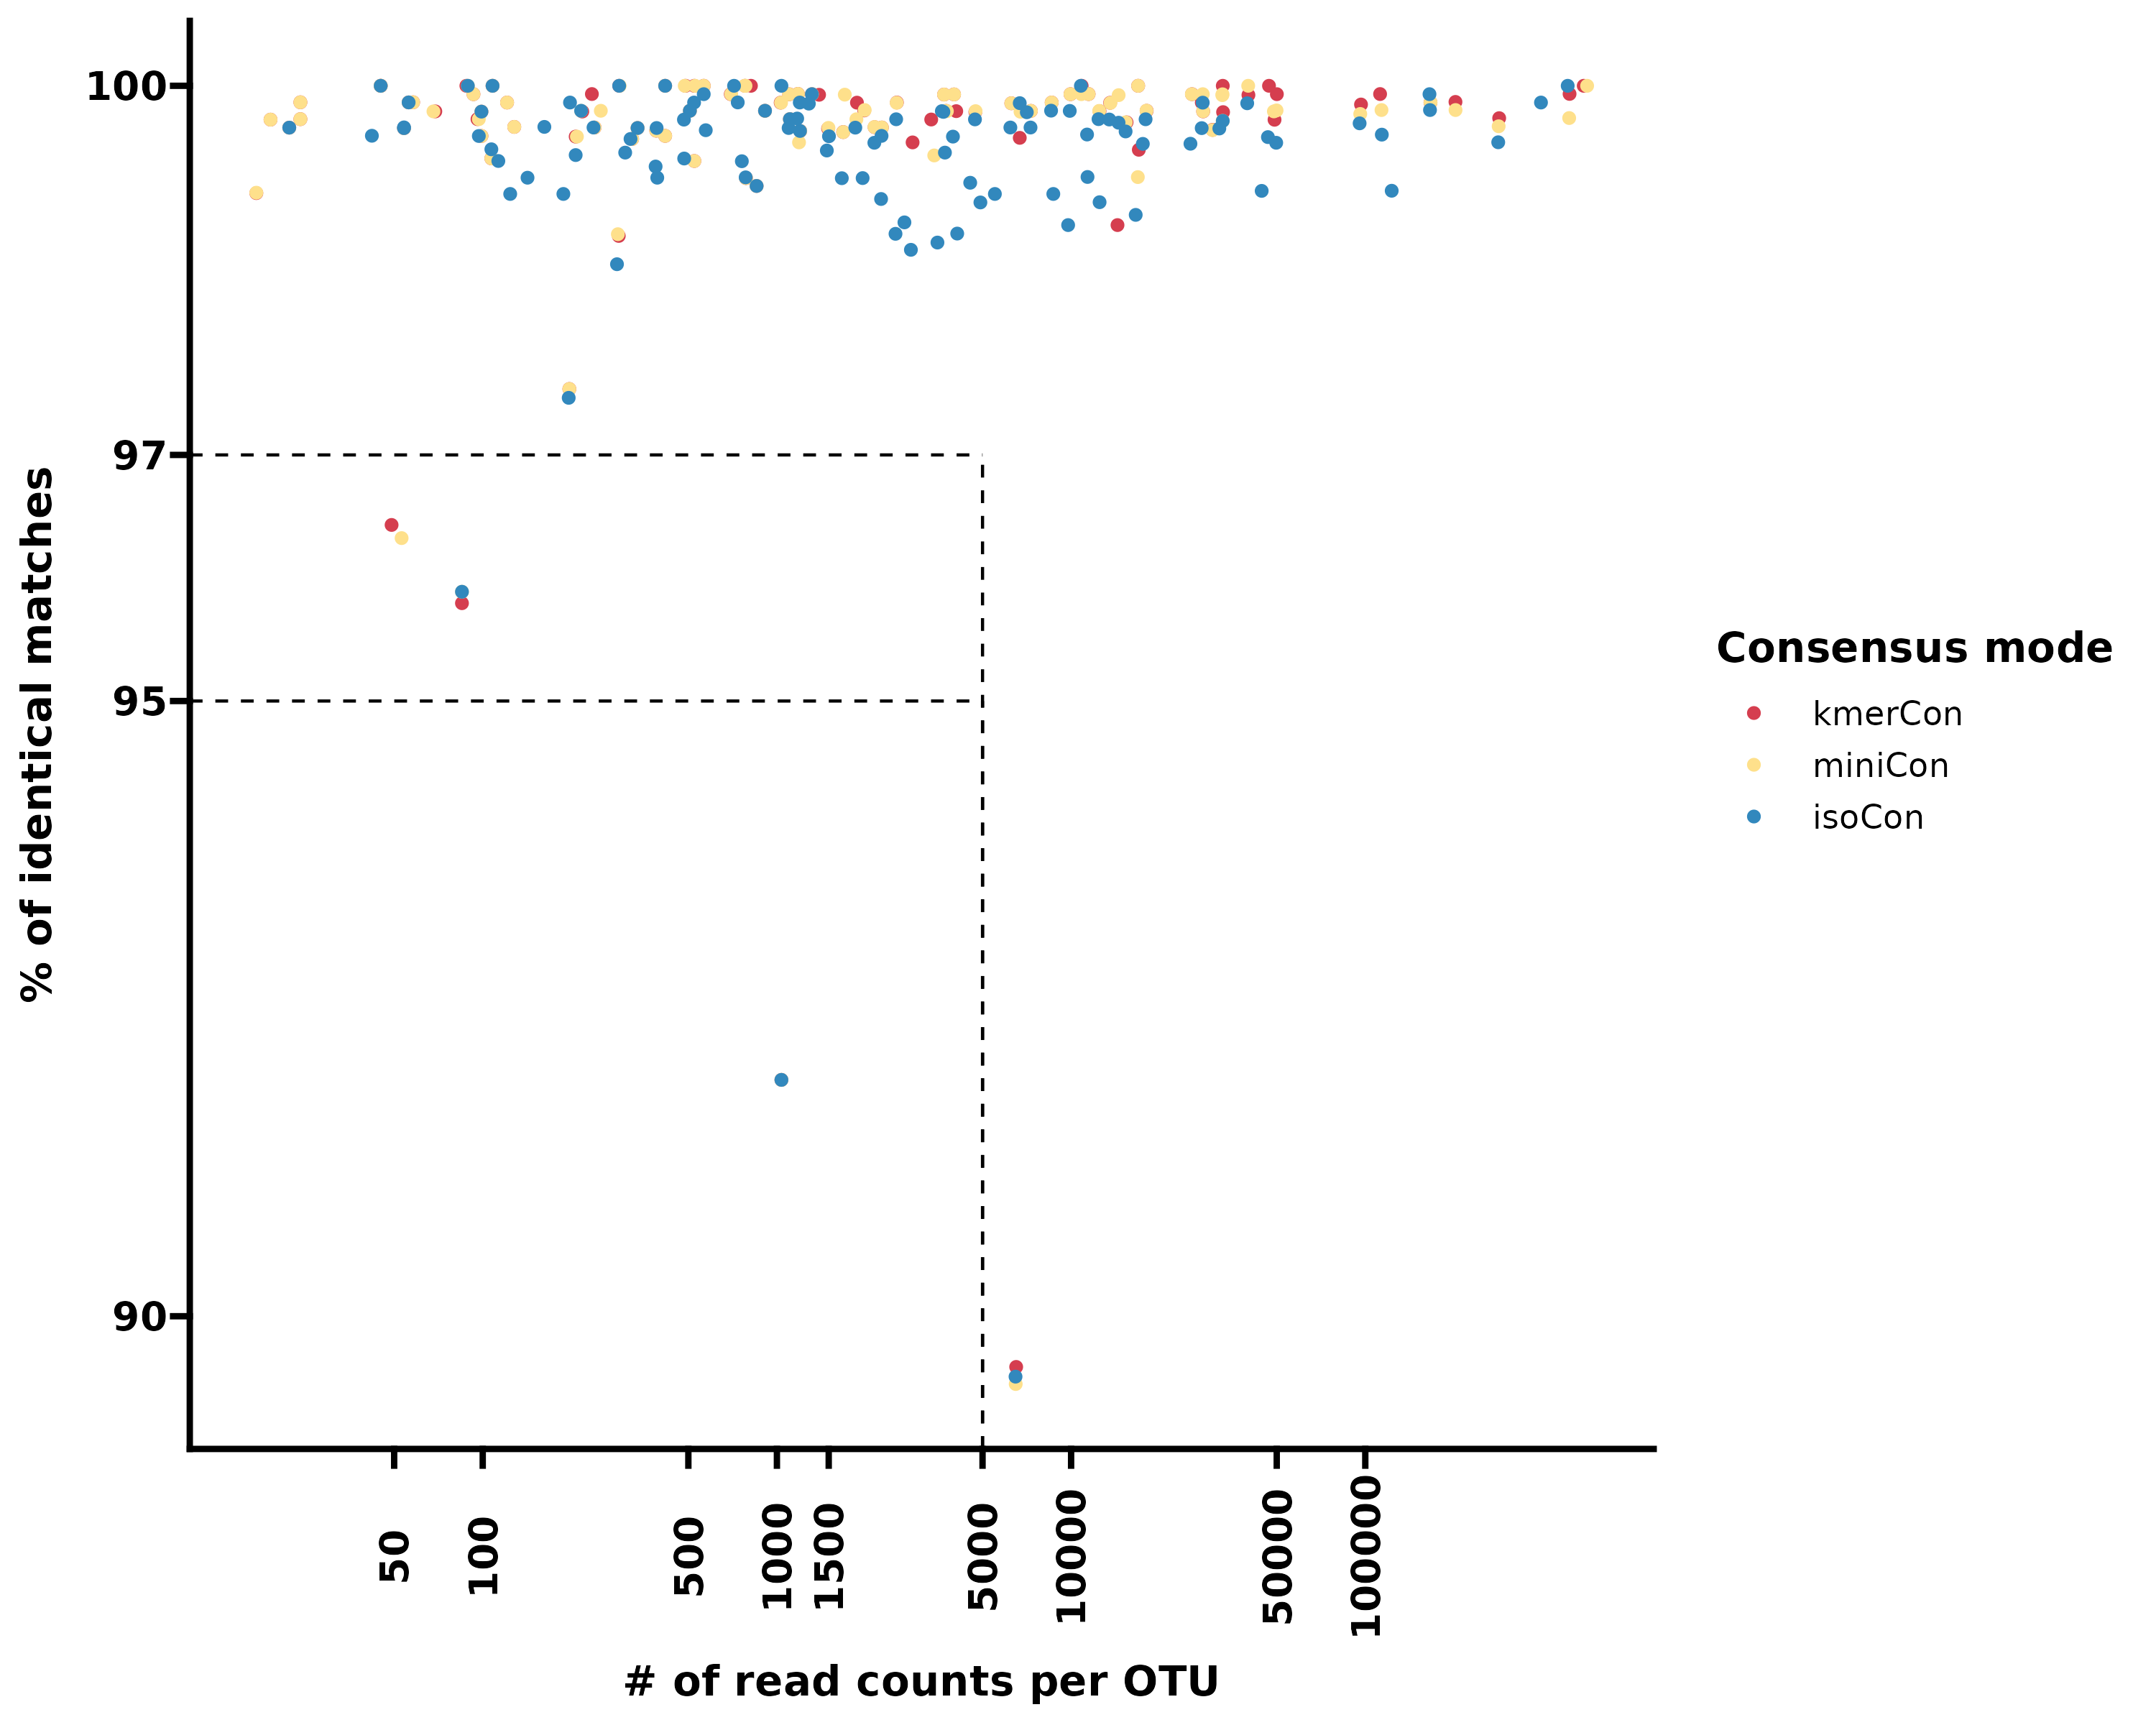 % of identical matches
100
97
95
90
50
100
500
1000
1500
5000
10000
50000
100000
# of read counts per OTU
Consensus mode
kmerCon
miniCon
isoCon